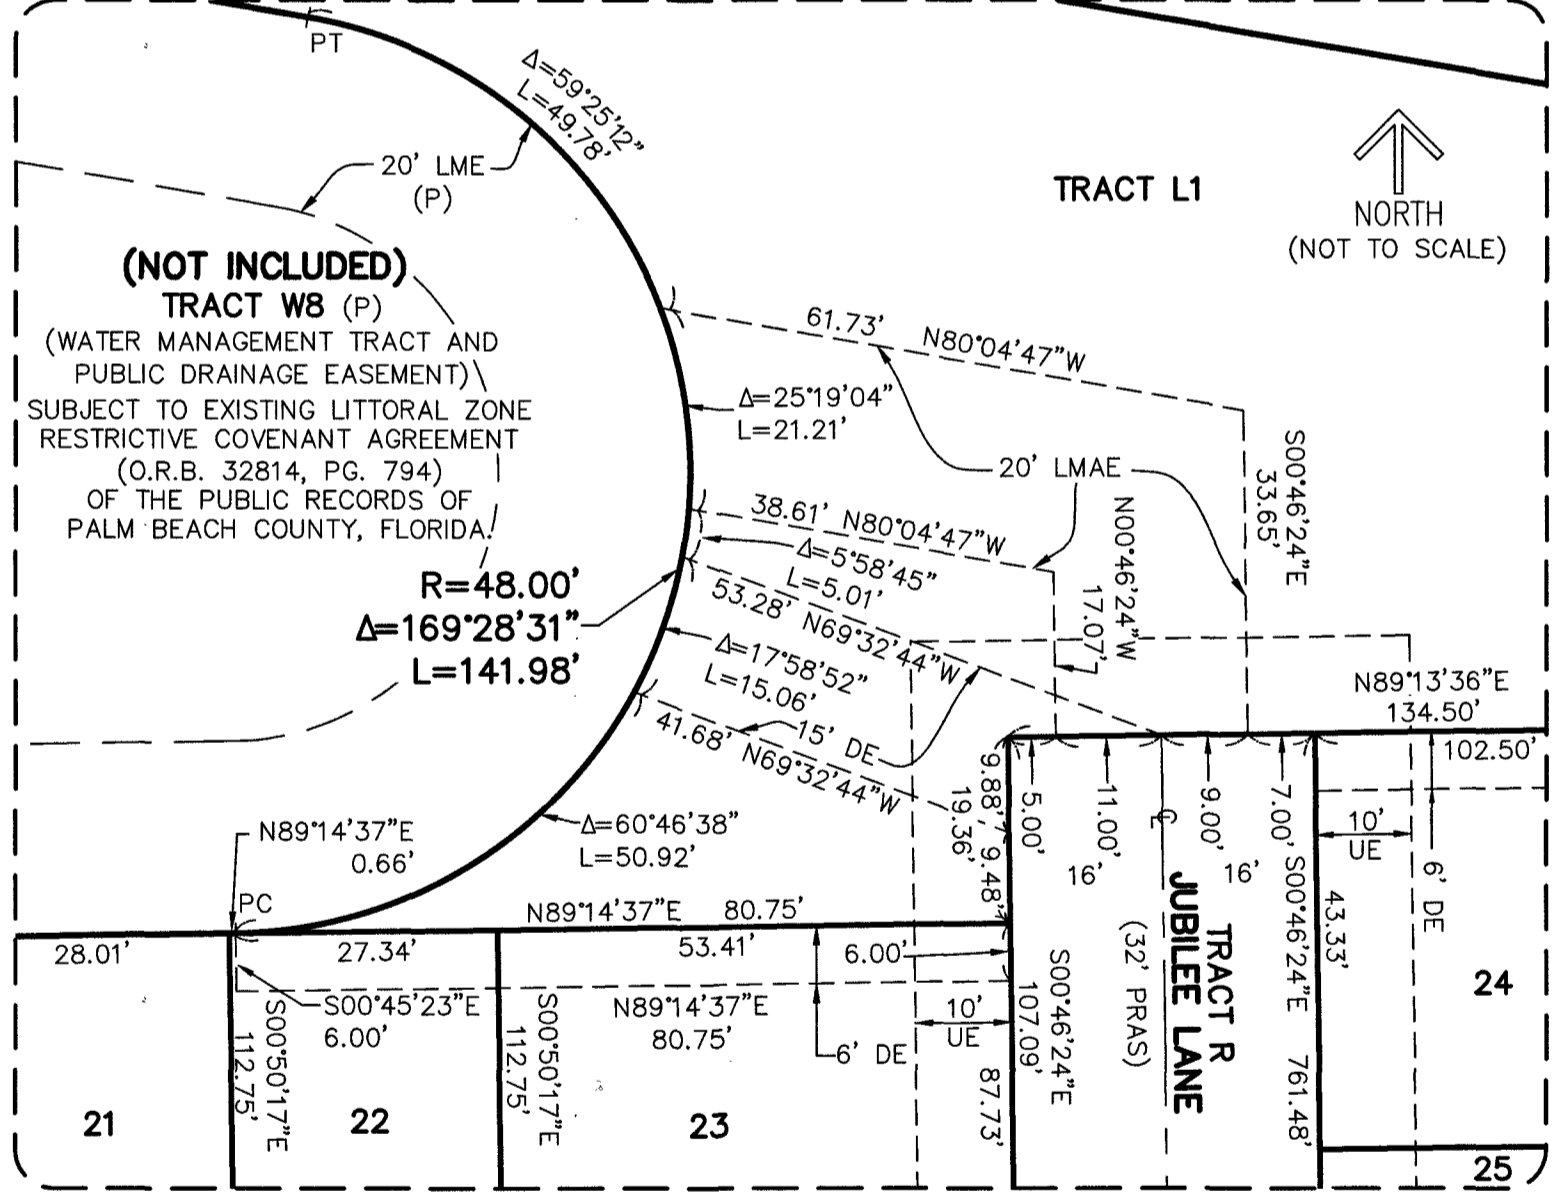 PT
Δ=59°25'12"
L=49.78'
20' LME
(P)
TRACT L1
NORTH
(NOT TO SCALE)
(NOT INCLUDED)
TRACT W8 (P)
(WATER MANAGEMENT TRACT AND
PUBLIC DRAINAGE EASEMENT)
SUBJECT TO EXISTING LITTORAL ZONE
RESTRICTIVE COVENANT AGREEMENT
(O.R.B. 32814, PG. 794)
OF THE PUBLIC RECORDS OF
PALM BEACH COUNTY, FLORIDA.
R=48.00'
Δ=169°28'31"
L=141.98'
61.73' N80°04'47"W
Δ=25°19'04"
L=21.21'
20' LMAE
S00°46'24"E
33.65'
38.61' N80°04'47"W
Δ=5°58'45"
L=5.01'
N00°46'24"W
17.07'
53.28' N69°32'44"W
Δ=17°58'52"
L=15.06'
15' DE
41.68' N69°32'44"W
N89°13'36"E
134.50'
102.50'
9.88'
19.36'
9.48'
5.00'
11.00'
9.00'
7.00'
16'
16'
℄
10'
UE
6' DE
Δ=60°46'38"
L=50.92'
N89°14'37"E
0.66'
PC
N89°14'37"E 80.75'
28.01'
27.34'
53.41'
6.00'
S00°45'23"E
6.00'
N89°14'37"E
80.75'
6' DE
10'
UE
S00°50'17"E
112.75'
S00°50'17"E
112.75'
S00°46'24"E
107.09'
87.73'
(32' PRAS)
TRACT R
JUBILEE LANE
S00°46'24"E 761.48'
43.33'
21
22
23
24
25